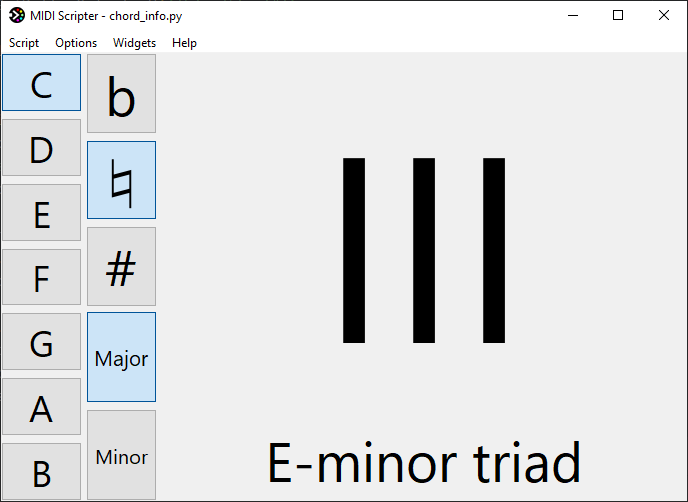 MIDI Scripter - chord_info.py
Script Options Widgets Help
C
D
E
F
G
A
B
b
♮
#
Major
Minor
III
E-minor triad